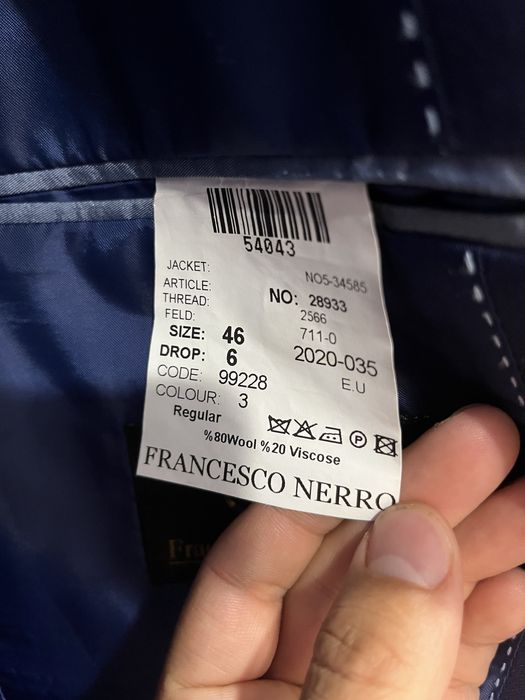 54043
JACKET: NO5-34585
ARTICLE: NO: 28933
THREAD: 2566
FELD: 711-0
SIZE: 46 2020-035
DROP: 6 E.U
CODE: 99228
COLOUR: 3
Regular
%80Wool %20 Viscose
FRANCESCO NERRO